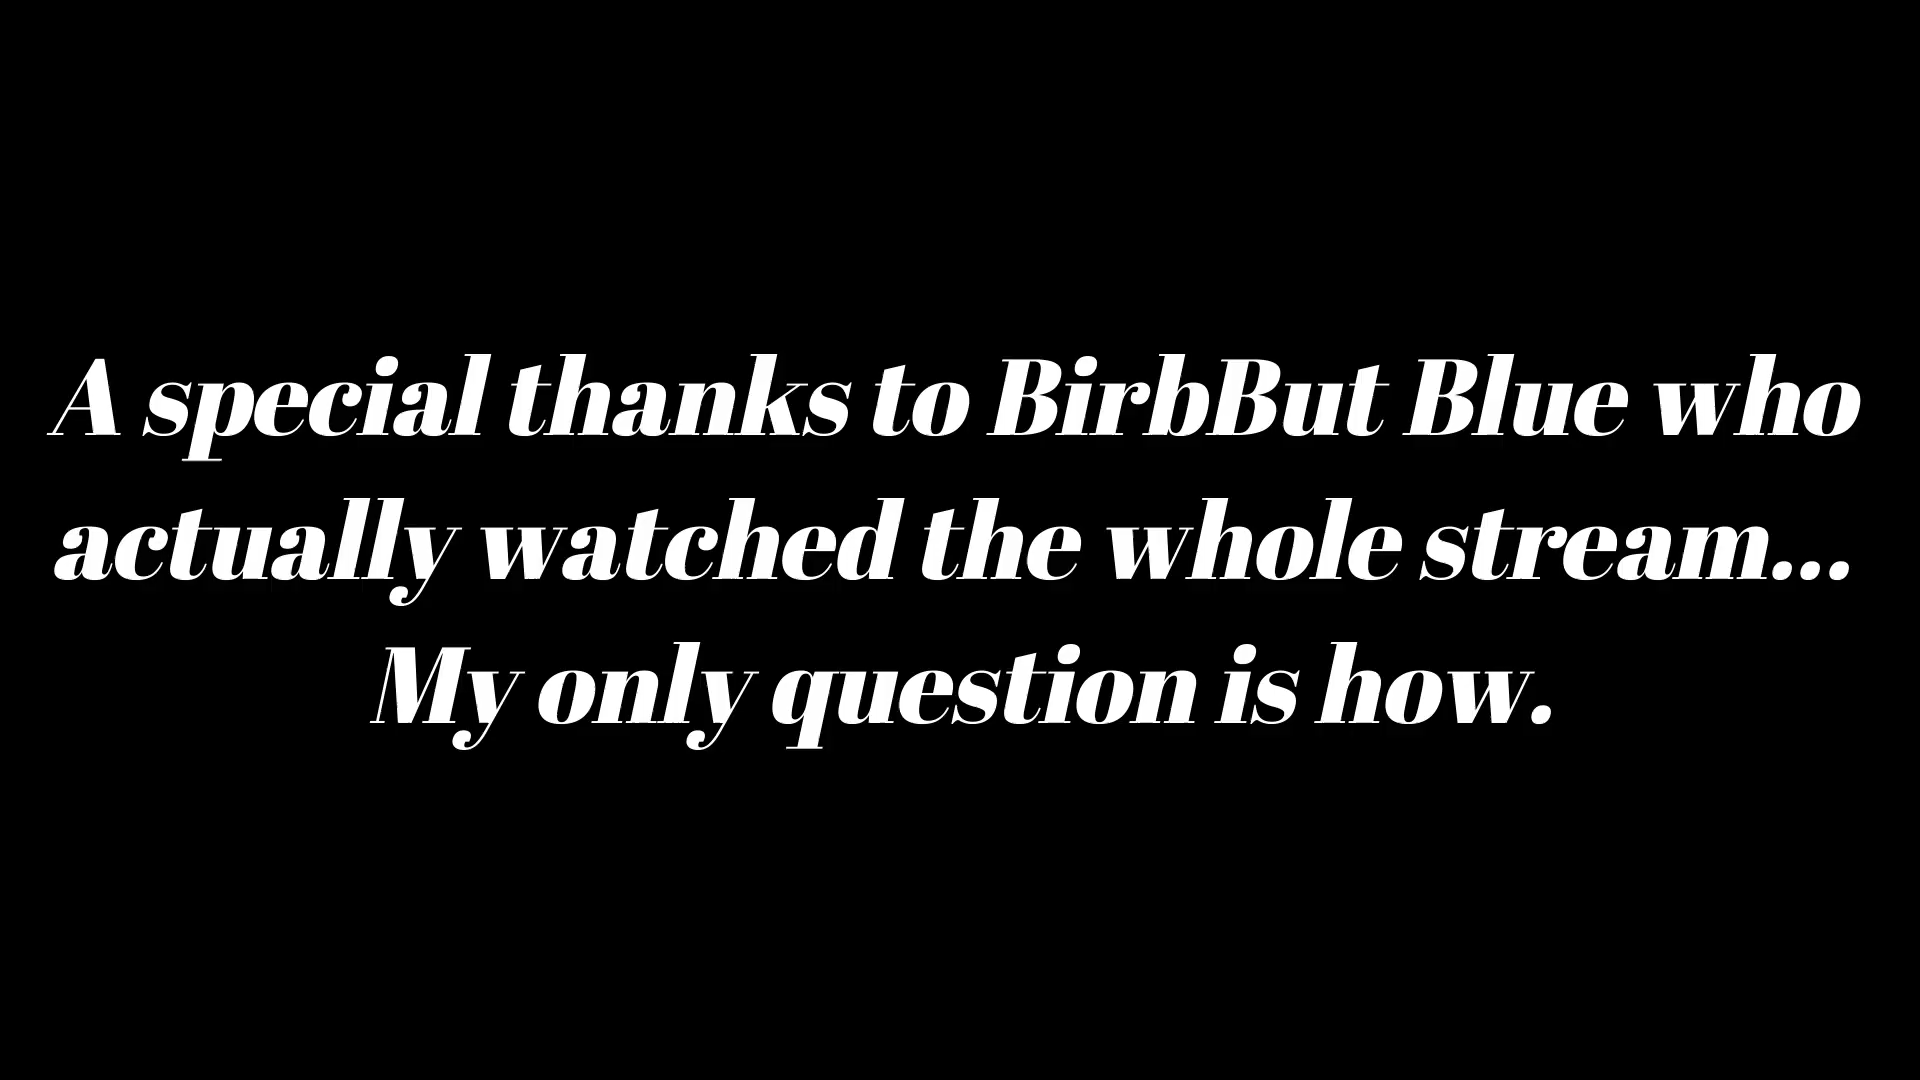 A special thanks to BirbBut Blue who
actually watched the whole stream...
My only question is how.